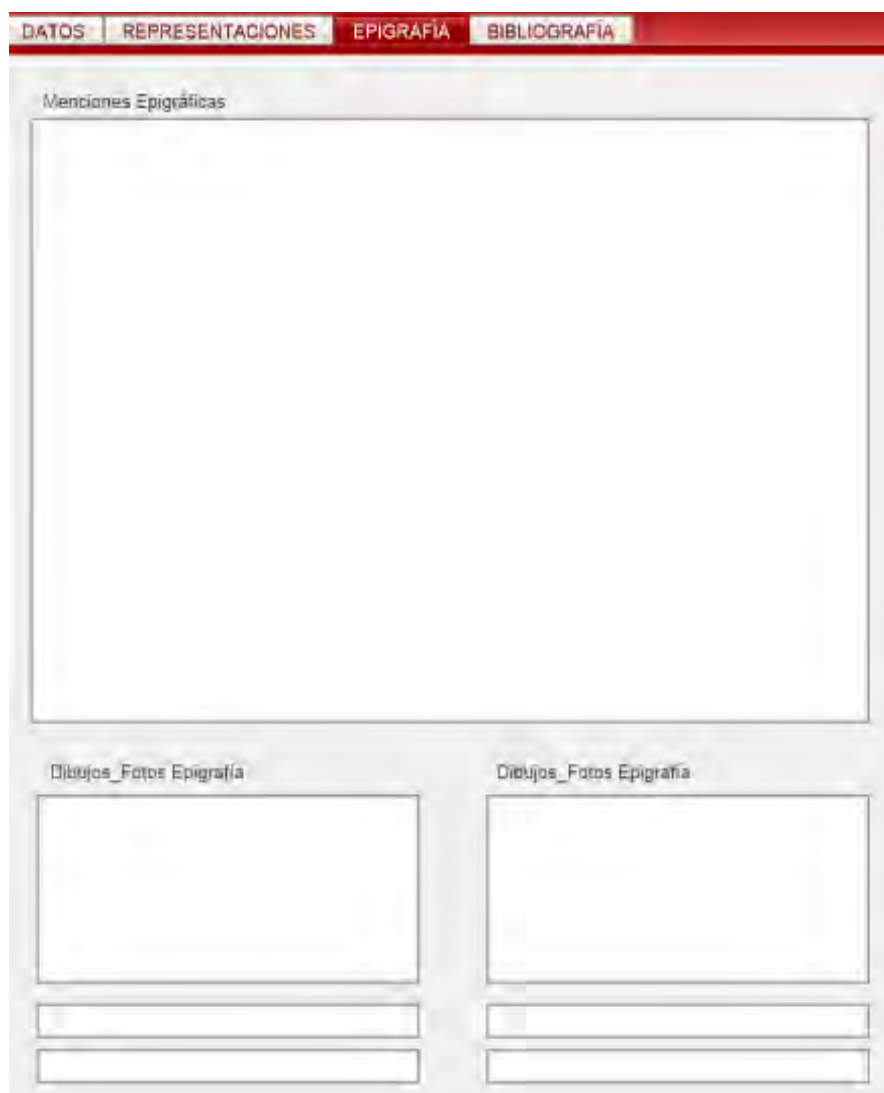 DATOS REPRESENTACIONES EPIGRAFÍA BIBLIOGRAFÍA
Menciones Epigráficas
Dibujos_Fotos Epigrafía Dibujos_Fotos Epigrafía